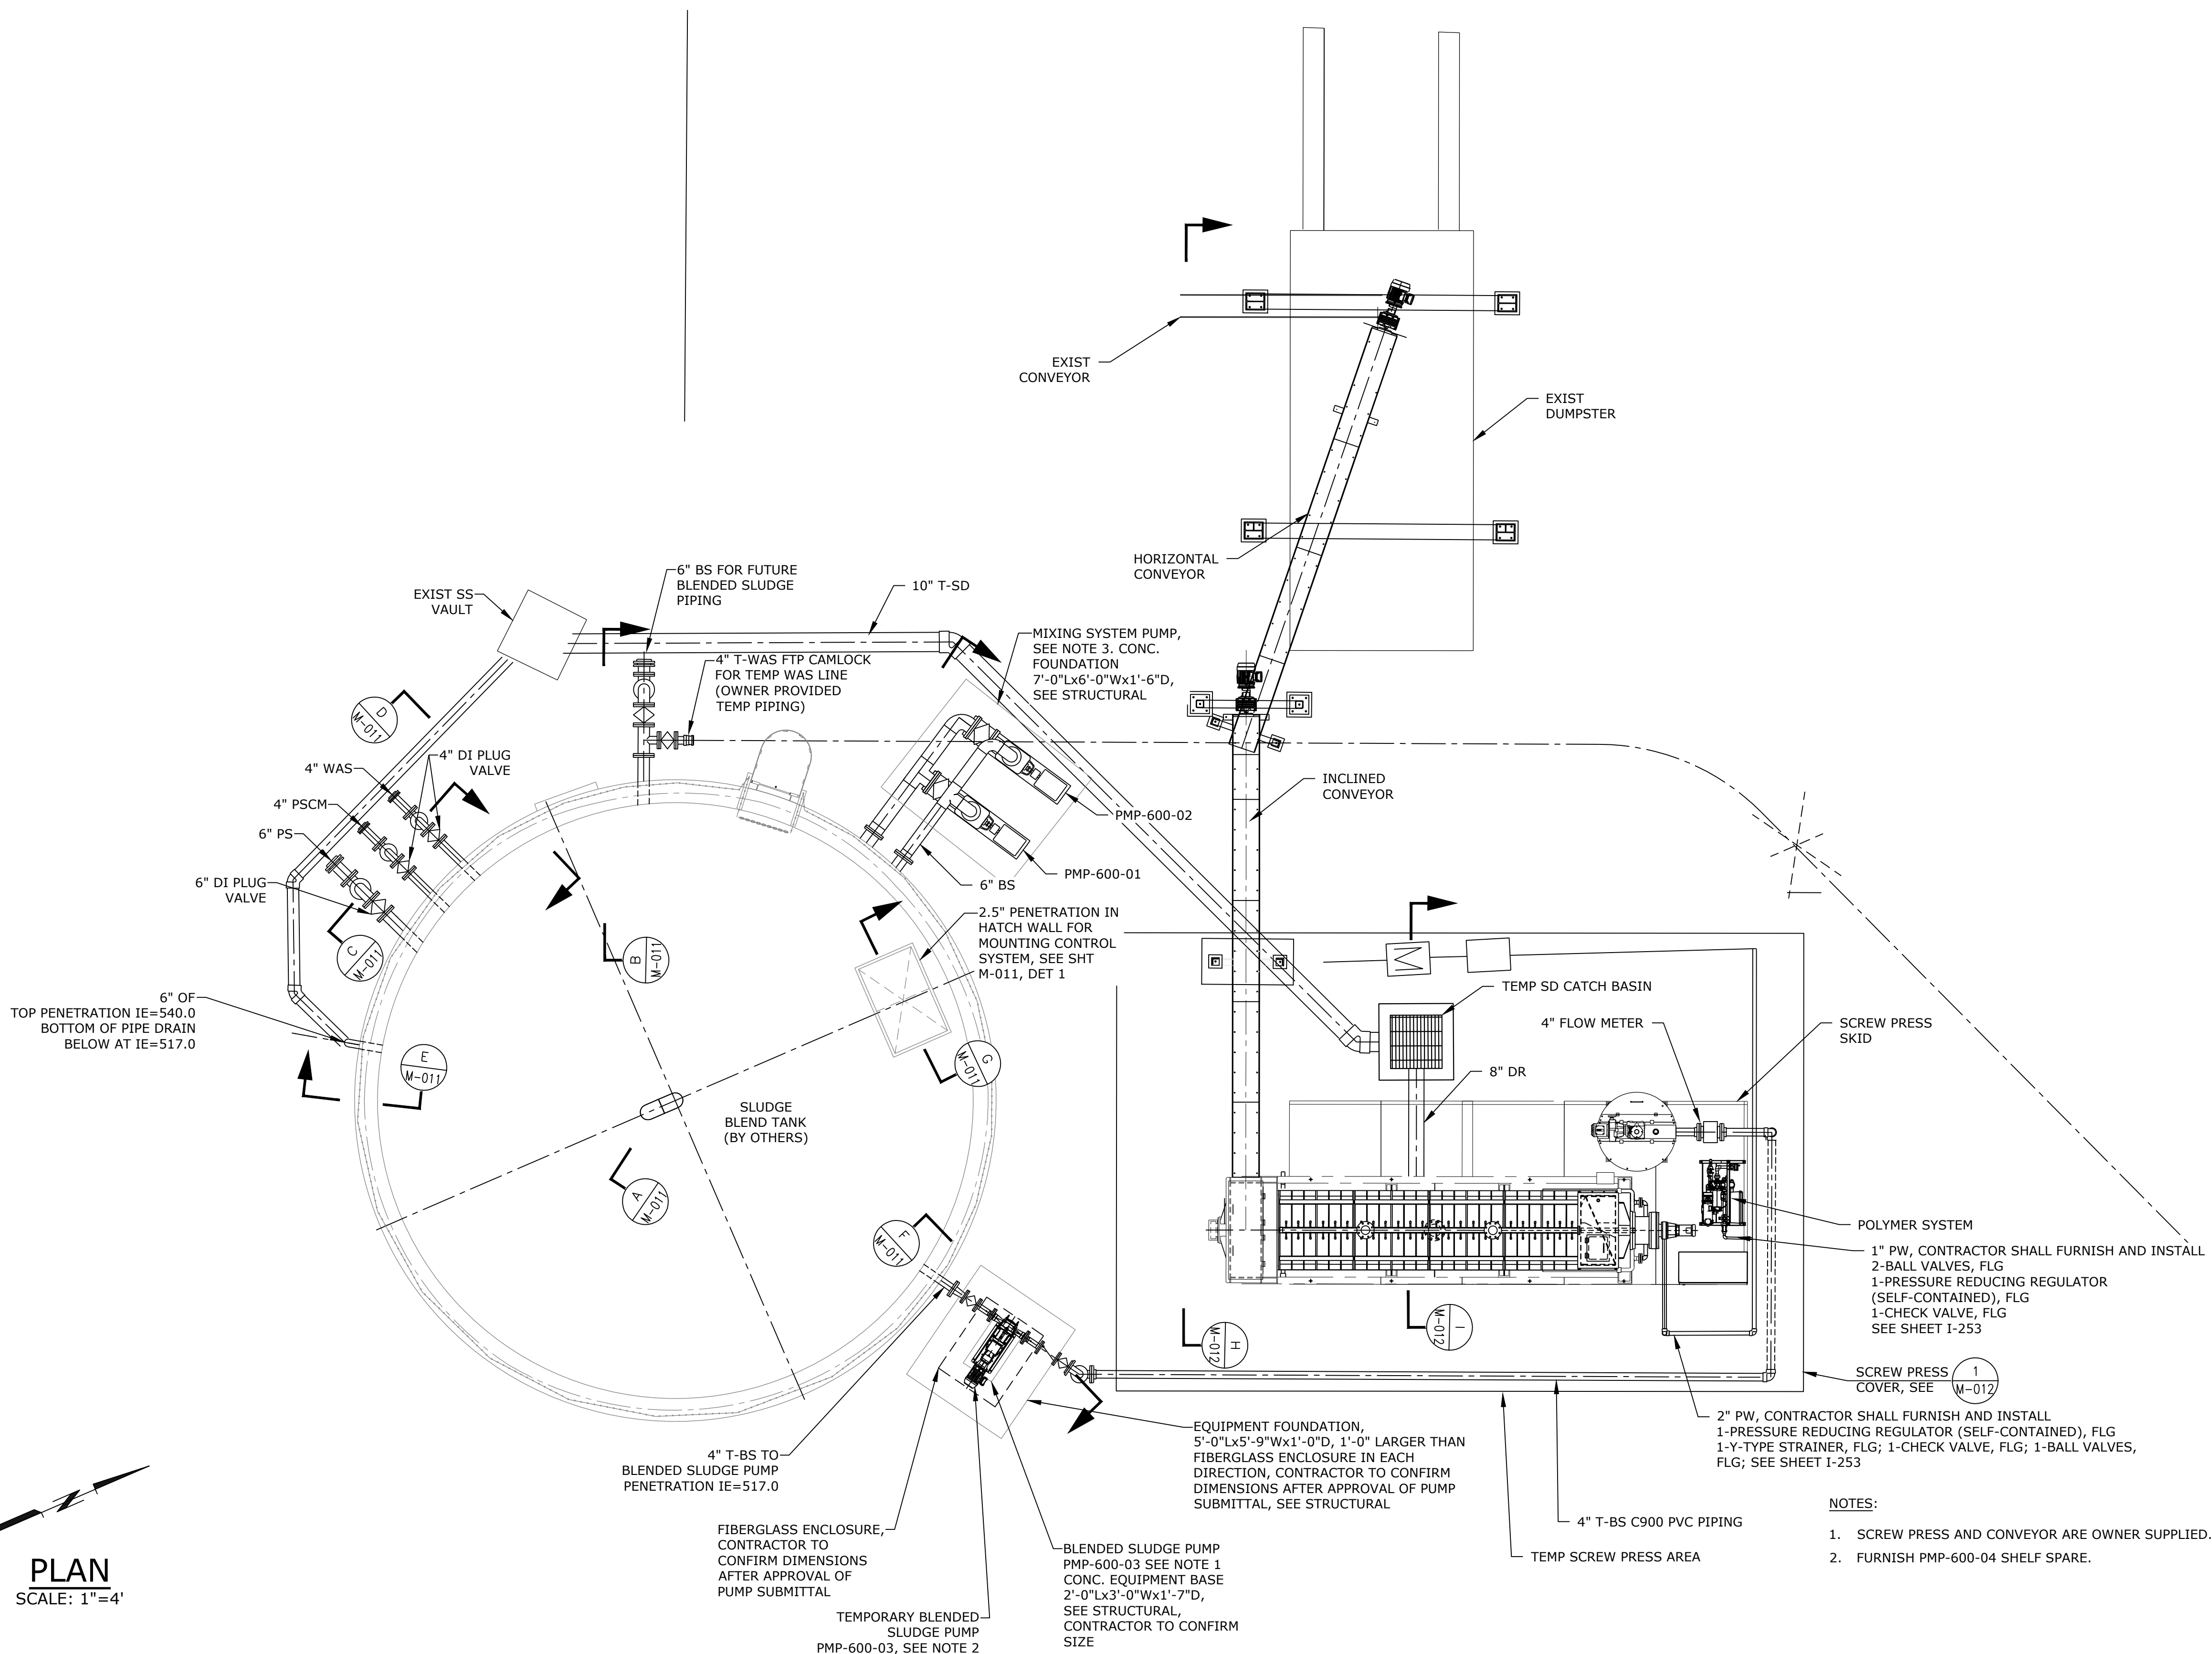 EXIST
CONVEYOR
EXIST
DUMPSTER
HORIZONTAL
CONVEYOR
EXIST SS
VAULT
6" BS FOR FUTURE
BLENDED SLUDGE
PIPING
10" T-SD
4" T-WAS FTP CAMLOCK
FOR TEMP WAS LINE
(OWNER PROVIDED
TEMP PIPING)
MIXING SYSTEM PUMP,
SEE NOTE 3. CONC.
FOUNDATION
7'-0"Lx6'-0"Wx1'-6"D,
SEE STRUCTURAL
D
M-011
4" WAS
4" DI PLUG
VALVE
4" PSCM
6" PS
6" DI PLUG
VALVE
INCLINED
CONVEYOR
PMP-600-02
PMP-600-01
6" BS
C
M-011
B
M-011
2.5" PENETRATION IN
HATCH WALL FOR
MOUNTING CONTROL
SYSTEM, SEE SHT
M-011, DET 1
M
6" OF
TOP PENETRATION IE=540.0
BOTTOM OF PIPE DRAIN
BELOW AT IE=517.0
TEMP SD CATCH BASIN
4" FLOW METER
SCREW PRESS
SKID
E
M-011
G
M-011
8" DR
SLUDGE
BLEND TANK
(BY OTHERS)
A
M-011
F
M-011
POLYMER SYSTEM
1" PW, CONTRACTOR SHALL FURNISH AND INSTALL
2-BALL VALVES, FLG
1-PRESSURE REDUCING REGULATOR
(SELF-CONTAINED), FLG
1-CHECK VALVE, FLG
SEE SHEET I-253
H
M-012
I
M-012
SCREW PRESS
COVER, SEE
1
M-012
2" PW, CONTRACTOR SHALL FURNISH AND INSTALL
1-PRESSURE REDUCING REGULATOR (SELF-CONTAINED), FLG
1-Y-TYPE STRAINER, FLG; 1-CHECK VALVE, FLG; 1-BALL VALVES,
FLG; SEE SHEET I-253
EQUIPMENT FOUNDATION,
5'-0"Lx5'-9"Wx1'-0"D, 1'-0" LARGER THAN
FIBERGLASS ENCLOSURE IN EACH
DIRECTION, CONTRACTOR TO CONFIRM
DIMENSIONS AFTER APPROVAL OF PUMP
SUBMITTAL, SEE STRUCTURAL
4" T-BS TO
BLENDED SLUDGE PUMP
PENETRATION IE=517.0
FIBERGLASS ENCLOSURE,
CONTRACTOR TO
CONFIRM DIMENSIONS
AFTER APPROVAL OF
PUMP SUBMITTAL
BLENDED SLUDGE PUMP
PMP-600-03 SEE NOTE 1
CONC. EQUIPMENT BASE
2'-0"Lx3'-0"Wx1'-7"D,
SEE STRUCTURAL,
CONTRACTOR TO CONFIRM
SIZE
TEMPORARY BLENDED
SLUDGE PUMP
PMP-600-03, SEE NOTE 2
4" T-BS C900 PVC PIPING
TEMP SCREW PRESS AREA
NOTES:
1. SCREW PRESS AND CONVEYOR ARE OWNER SUPPLIED.
2. FURNISH PMP-600-04 SHELF SPARE.
Z
PLAN
SCALE: 1"=4'